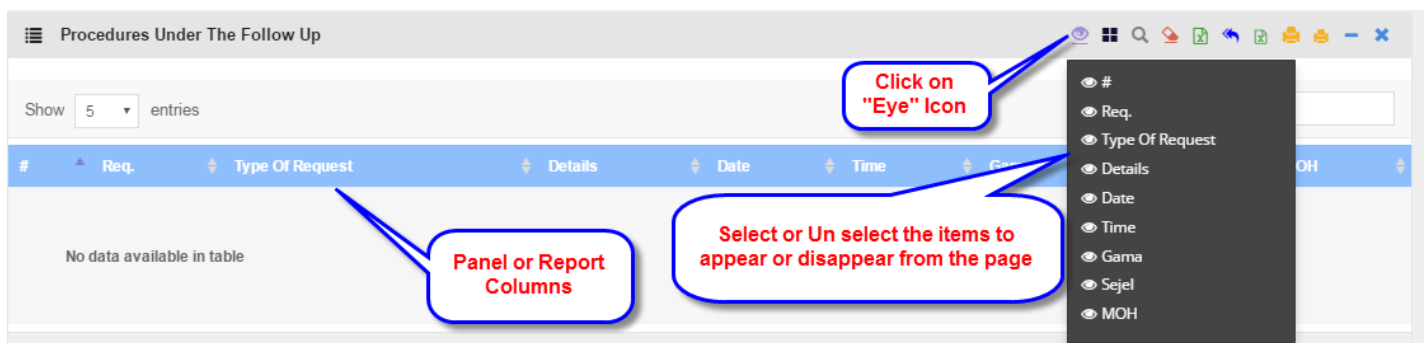 Procedures Under The Follow Up
Click on
"Eye" Icon
Show 5 entries
# Req. Type Of Request Details Date Time OH
No data available in table
Panel or Report
Columns
Select or Un select the items to
appear or disappear from the page
#
Req.
Type Of Request
Details
Date
Time
Gama
Sejel
MOH